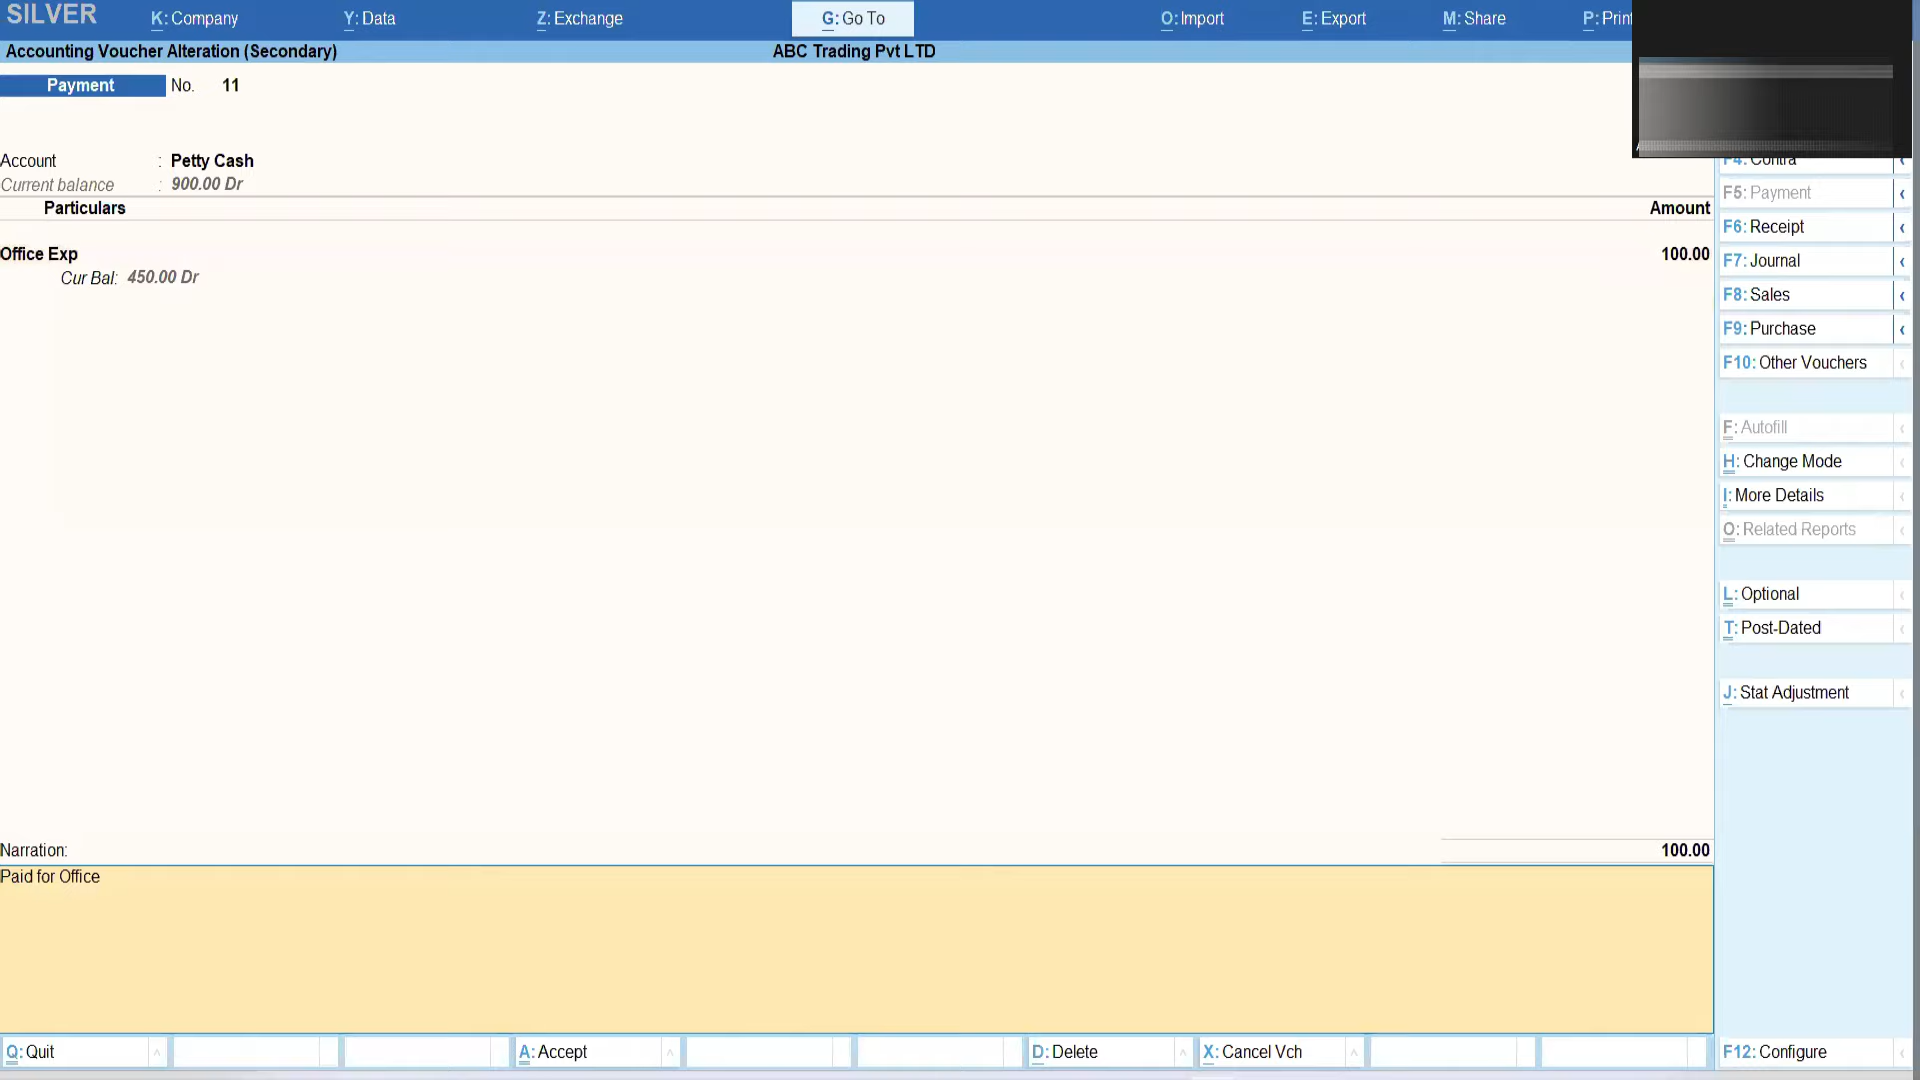 SILVER
K: Company
Y: Data
Z: Exchange
G: Go To
O: Import
E: Export
M: Share
P: Print
Accounting Voucher Alteration (Secondary)
ABC Trading Pvt LTD
Payment No. 11
Account : Petty Cash
Current balance : 900.00 Dr
Particulars Amount
Office Exp 100.00
Cur Bal: 450.00 Dr
Narration: 100.00
Paid for Office
F4: Contra
F5: Payment
F6: Receipt
F7: Journal
F8: Sales
F9: Purchase
F10: Other Vouchers
F: Autofill
H: Change Mode
I: More Details
O: Related Reports
L: Optional
T: Post-Dated
J: Stat Adjustment
Q: Quit
A: Accept
D: Delete
X: Cancel Vch
F12: Configure